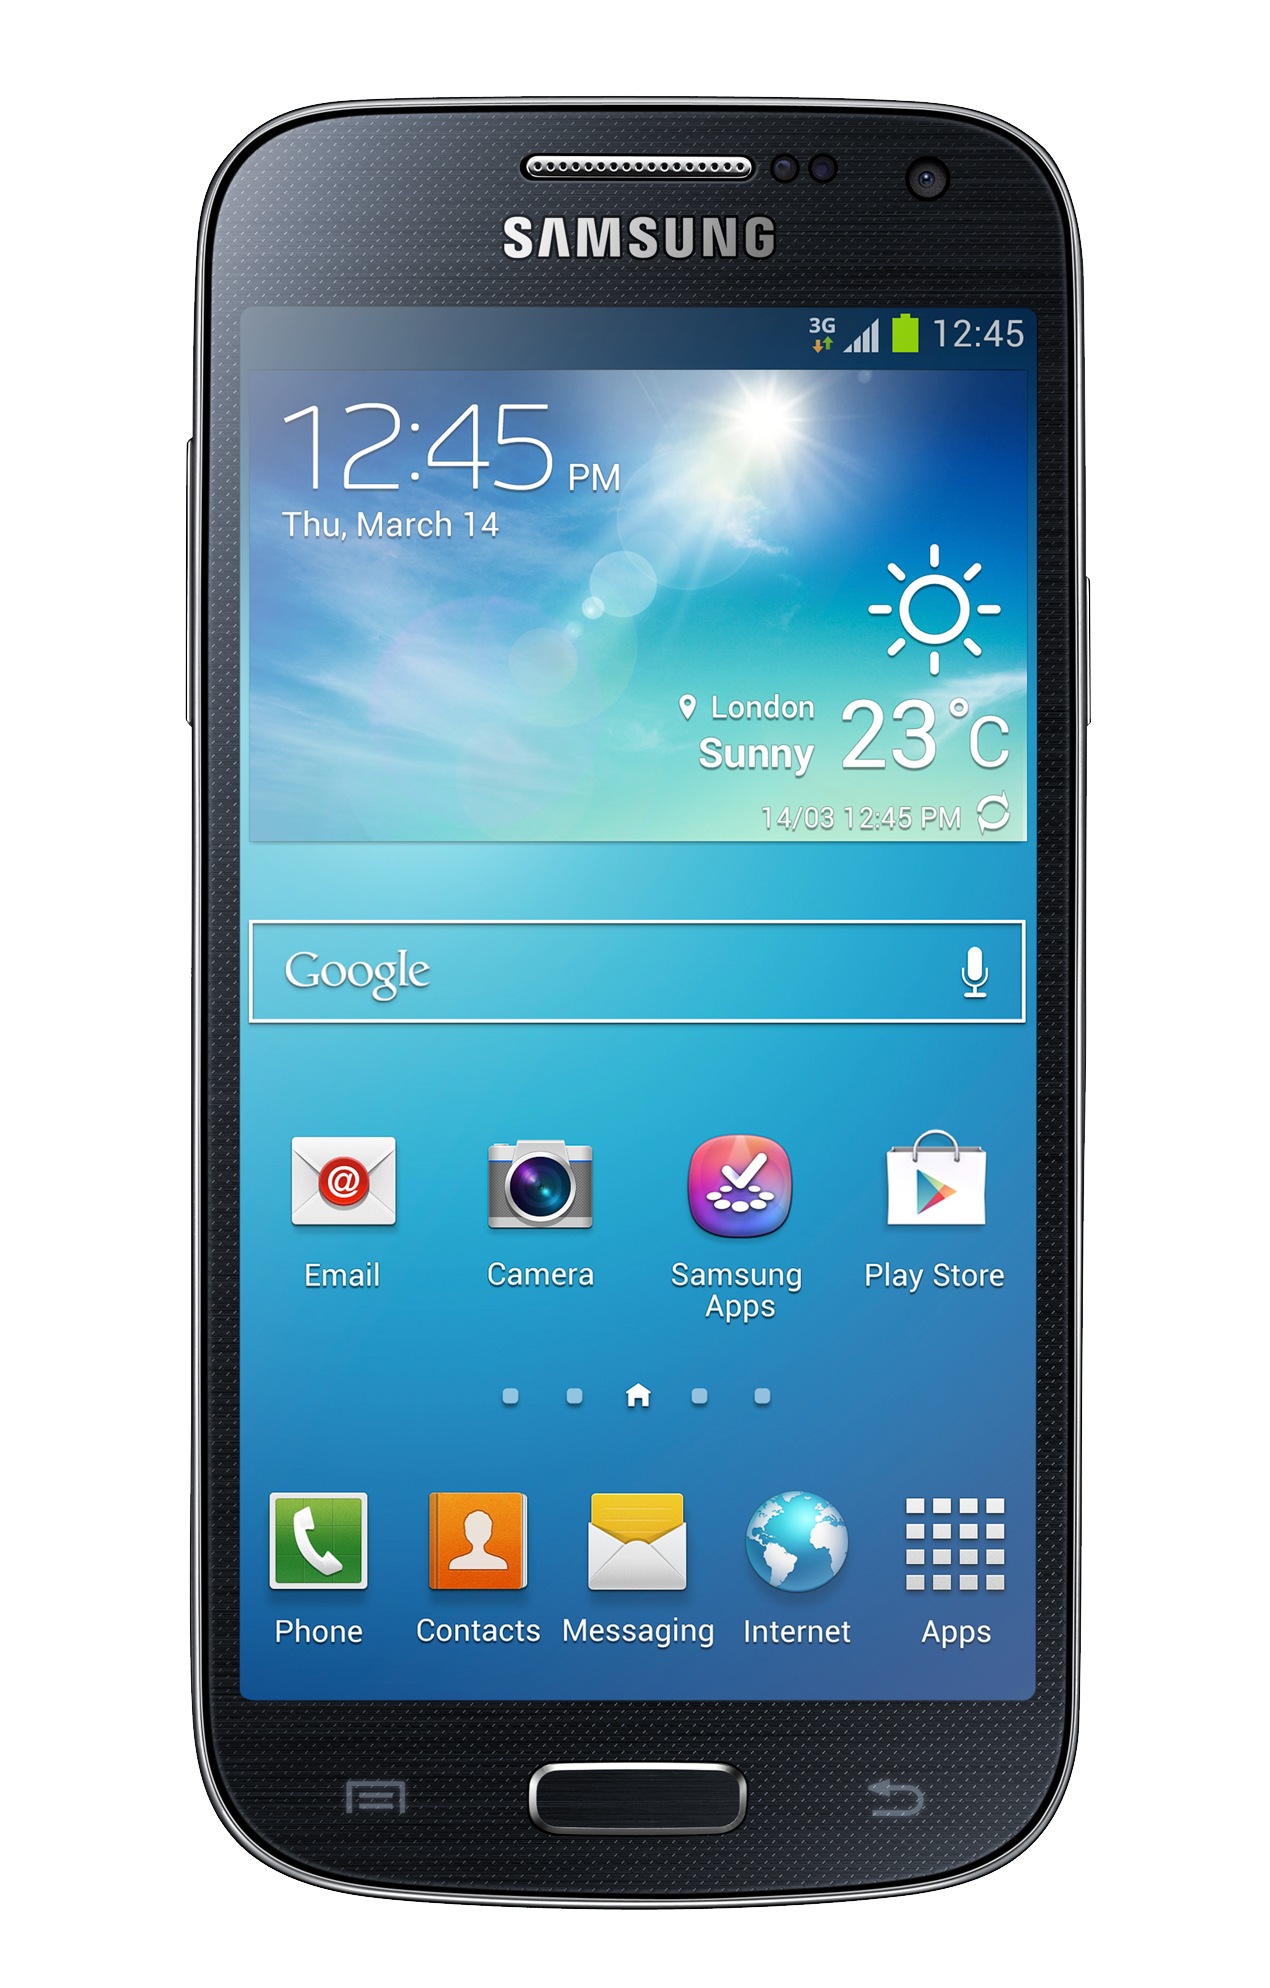 SAMSUNG
3G 12:45
12:45 PM
Thu, March 14
London
Sunny 23°C
14/03 12:45 PM
Google
@
Email
Camera
Samsung
Apps
Play Store
Phone
Contacts
Messaging
Internet
Apps